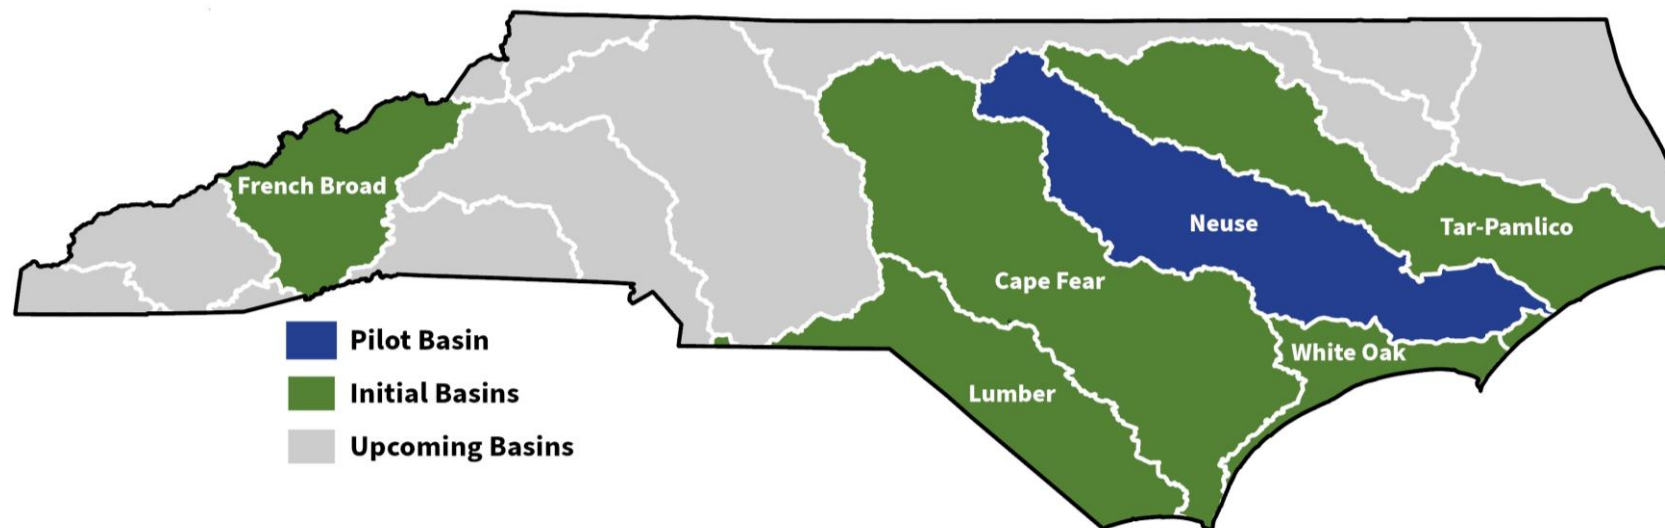 French Broad
Neuse
Tar-Pamlico
Cape Fear
White Oak
Lumber
Pilot Basin
Initial Basins
Upcoming Basins